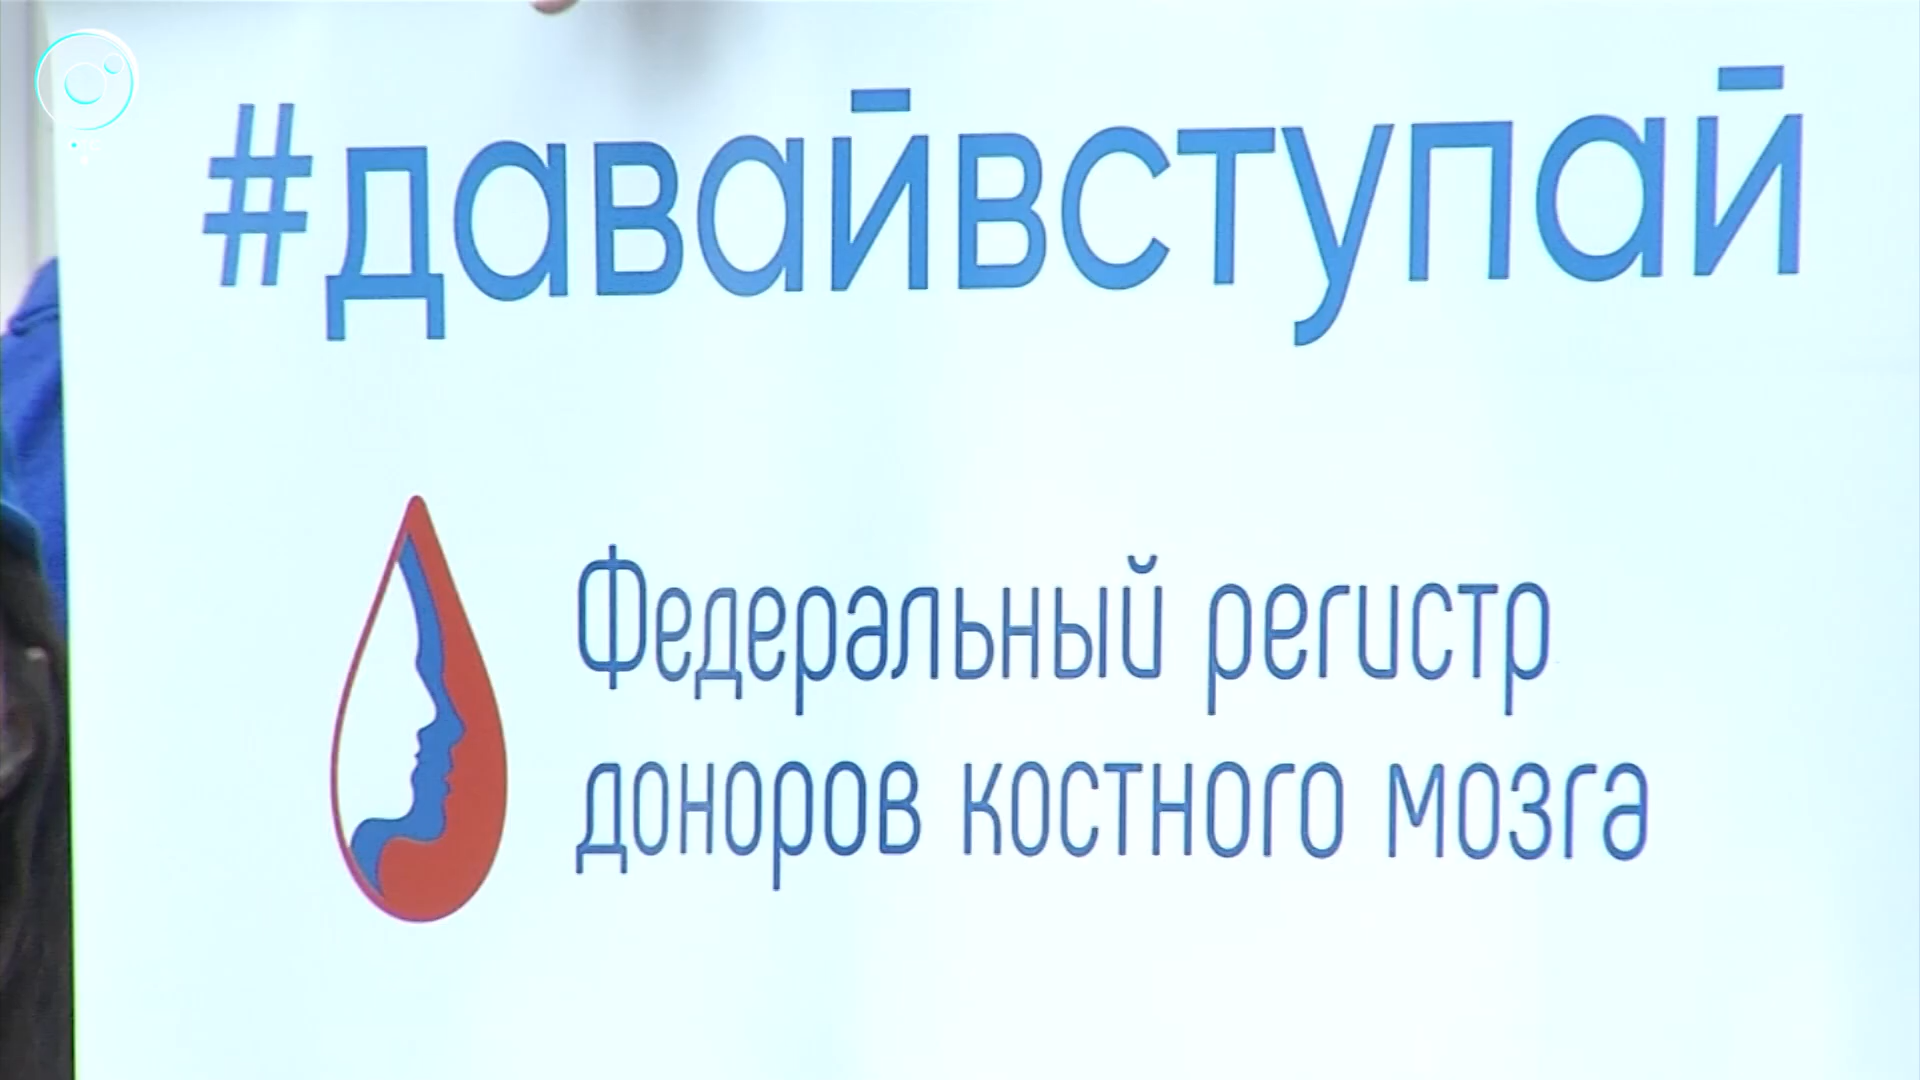 #давайвступай
Федеральный регистр
доноров костного мозга